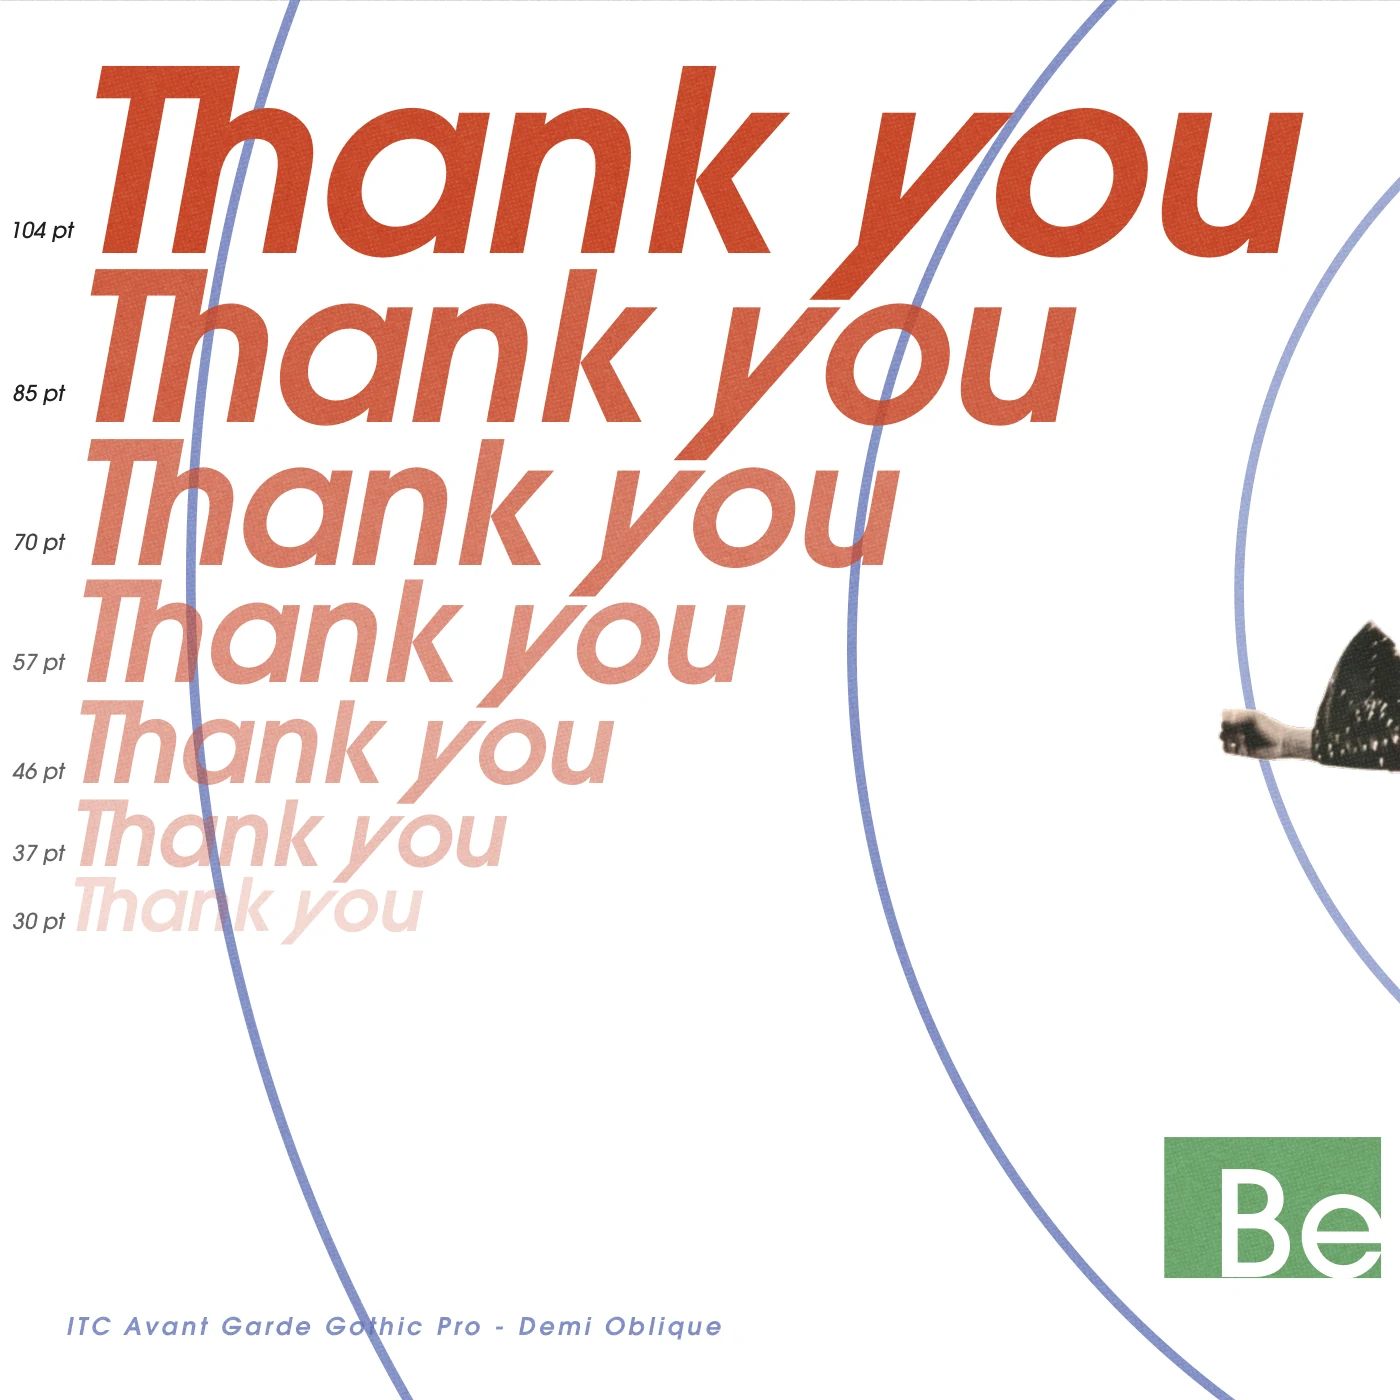 104 pt Thank you
85 pt Thank you
70 pt Thank you
57 pt Thank you
46 pt Thank you
37 pt Thank you
30 pt Thank you
Be
ITC Avant Garde Gothic Pro - Demi Oblique